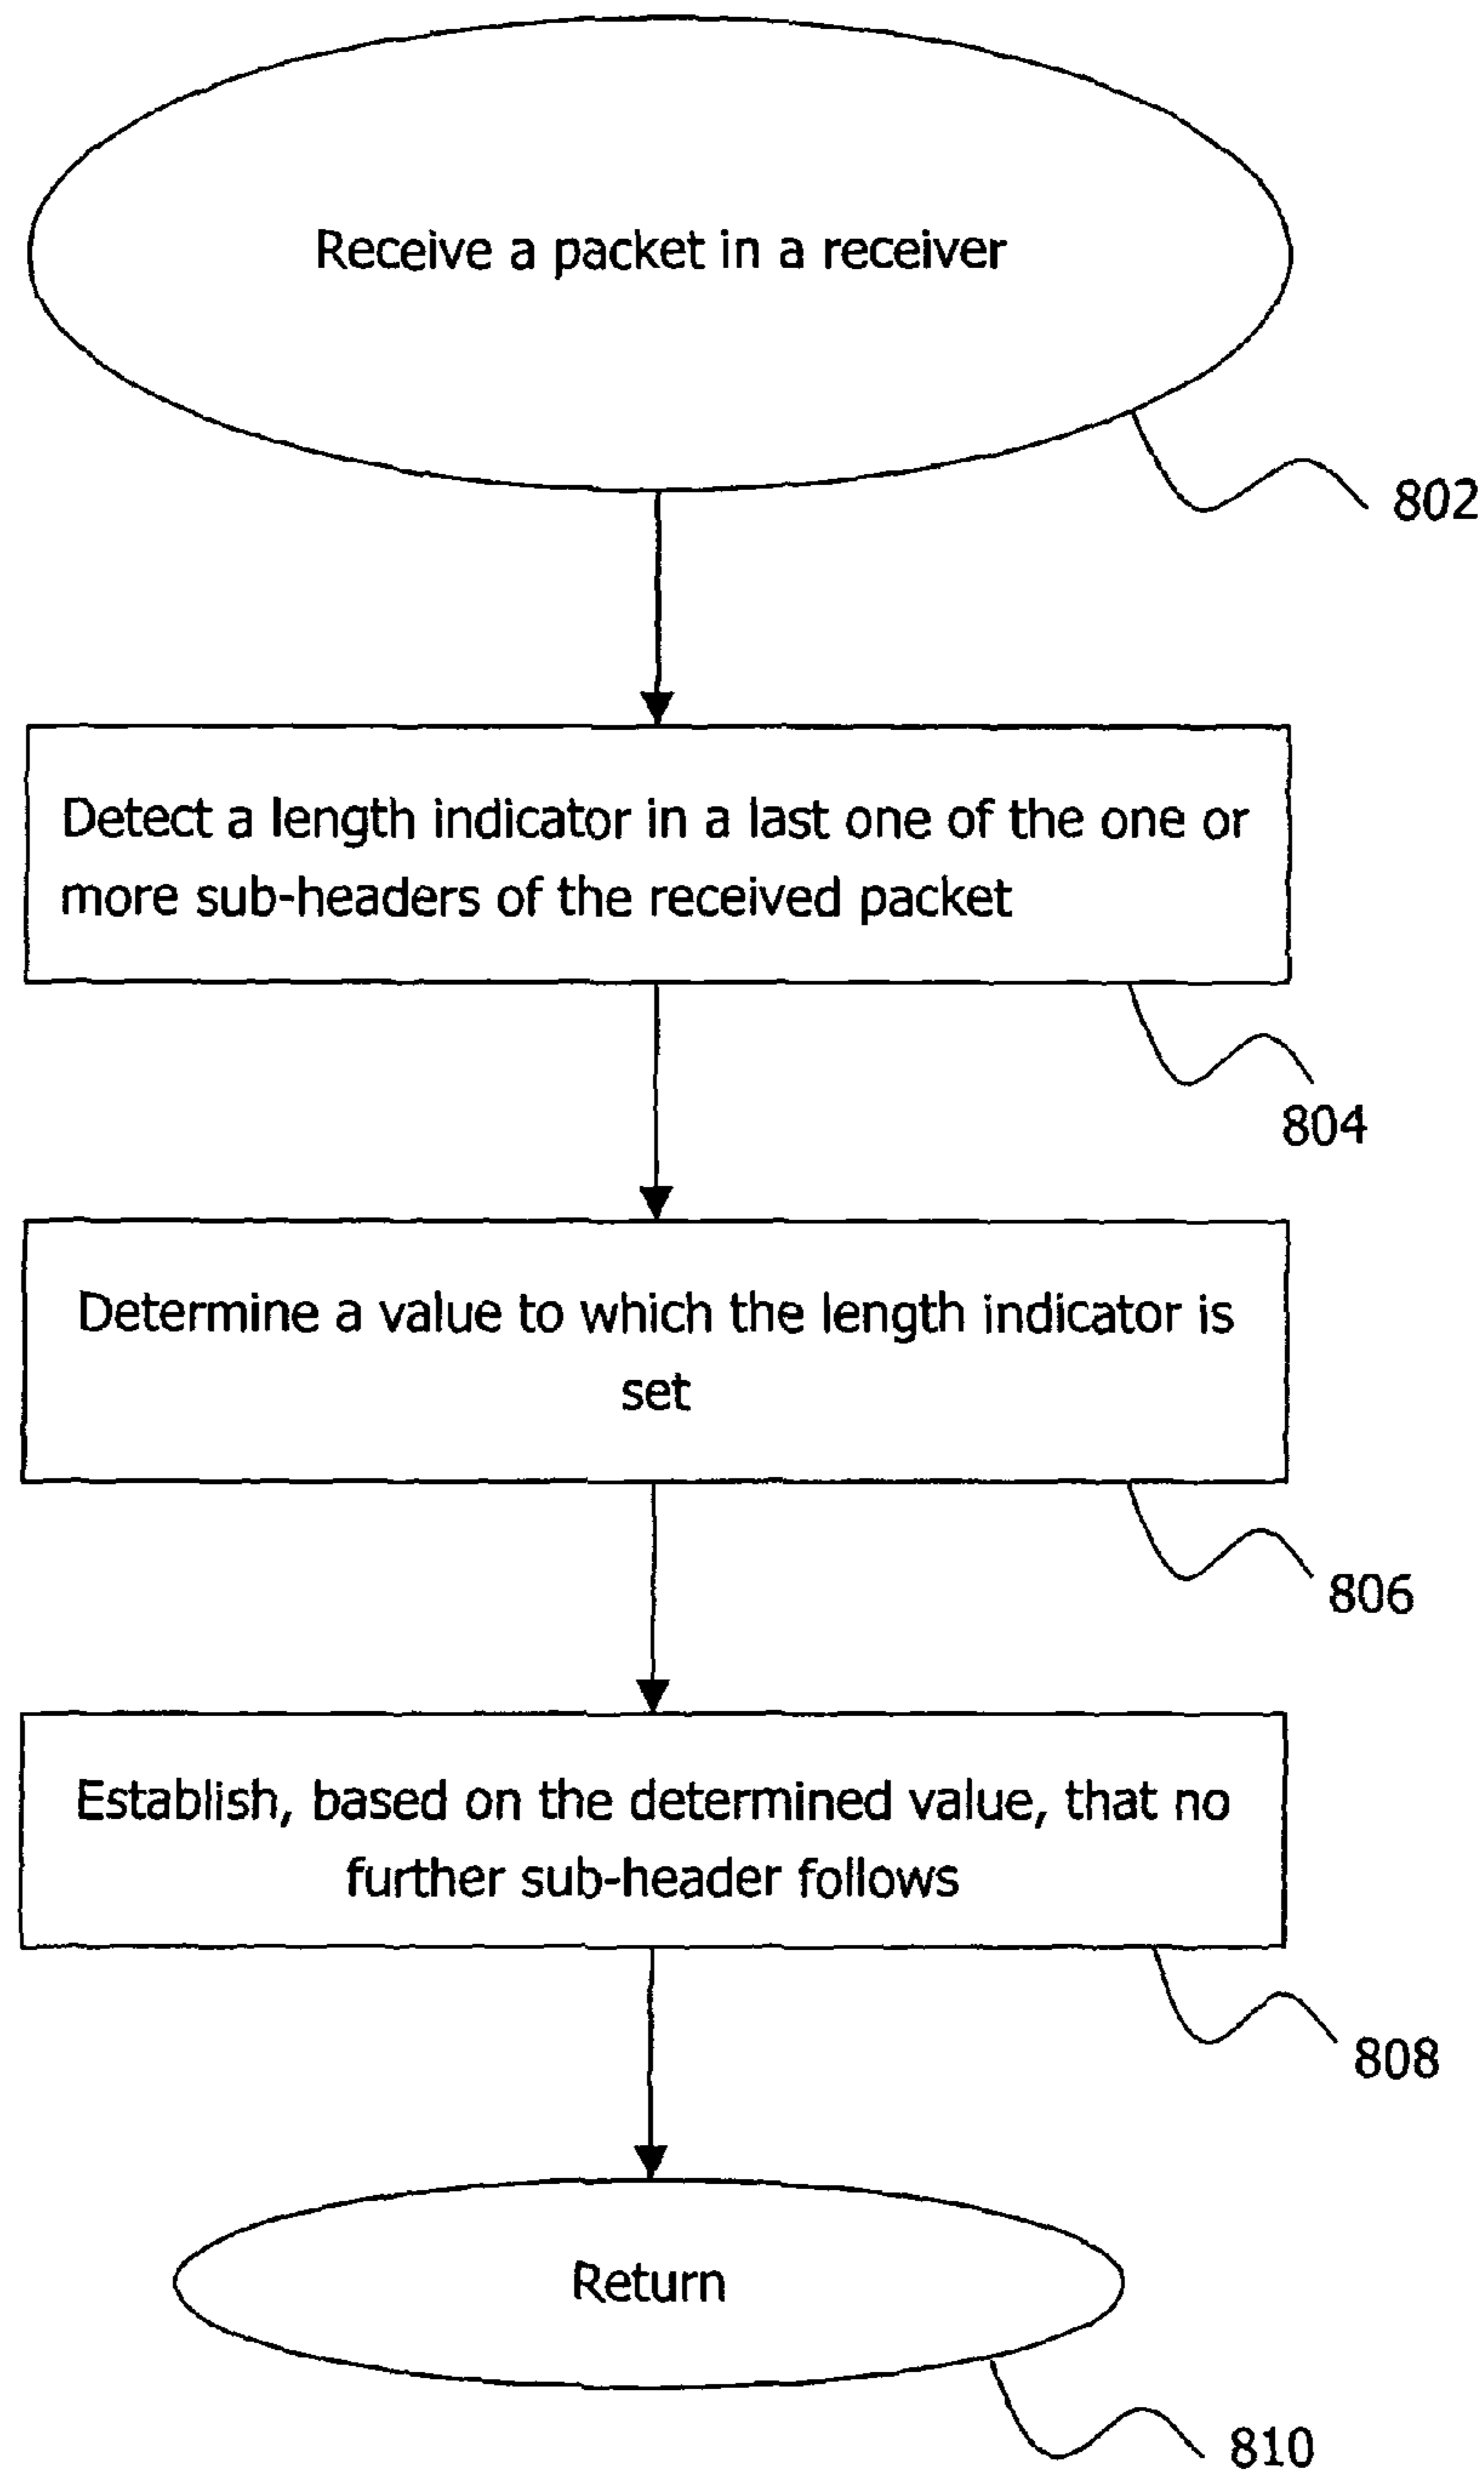 Receive a packet in a receiver
802
Detect a length indicator in a last one of the one or
more sub-headers of the received packet
804
Determine a value to which the length indicator is
set
806
Establish, based on the determined value, that no
further sub-header follows
808
Return
810